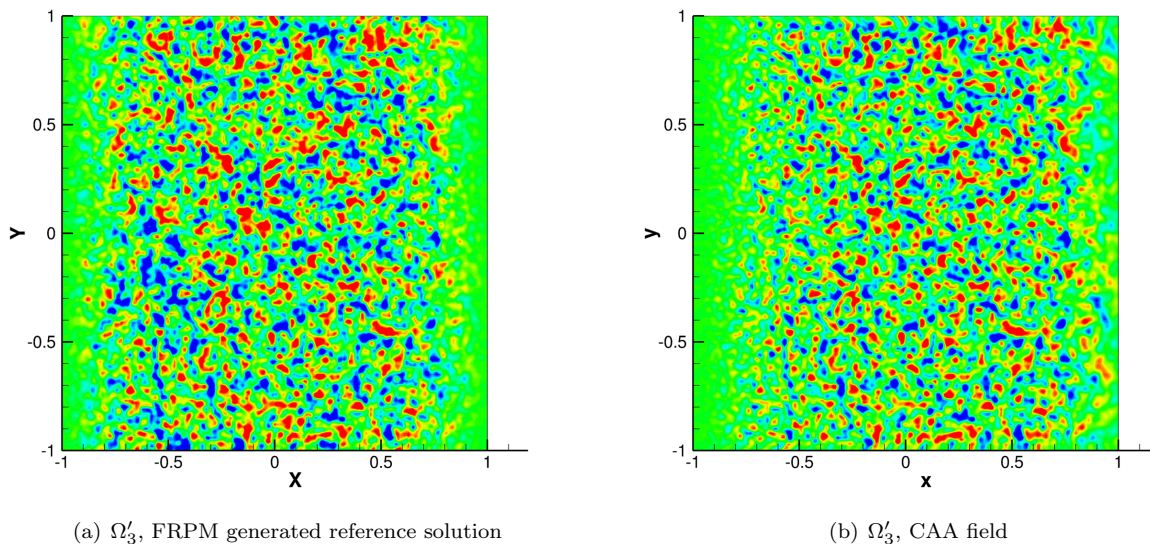 1
0.5
0
-0.5
-1
Y
-1 -0.5 0 0.5 1
X
(a) Ω′₃, FRPM generated reference solution
1
0.5
0
-0.5
-1
y
-1 -0.5 0 0.5 1
x
(b) Ω′₃, CAA field